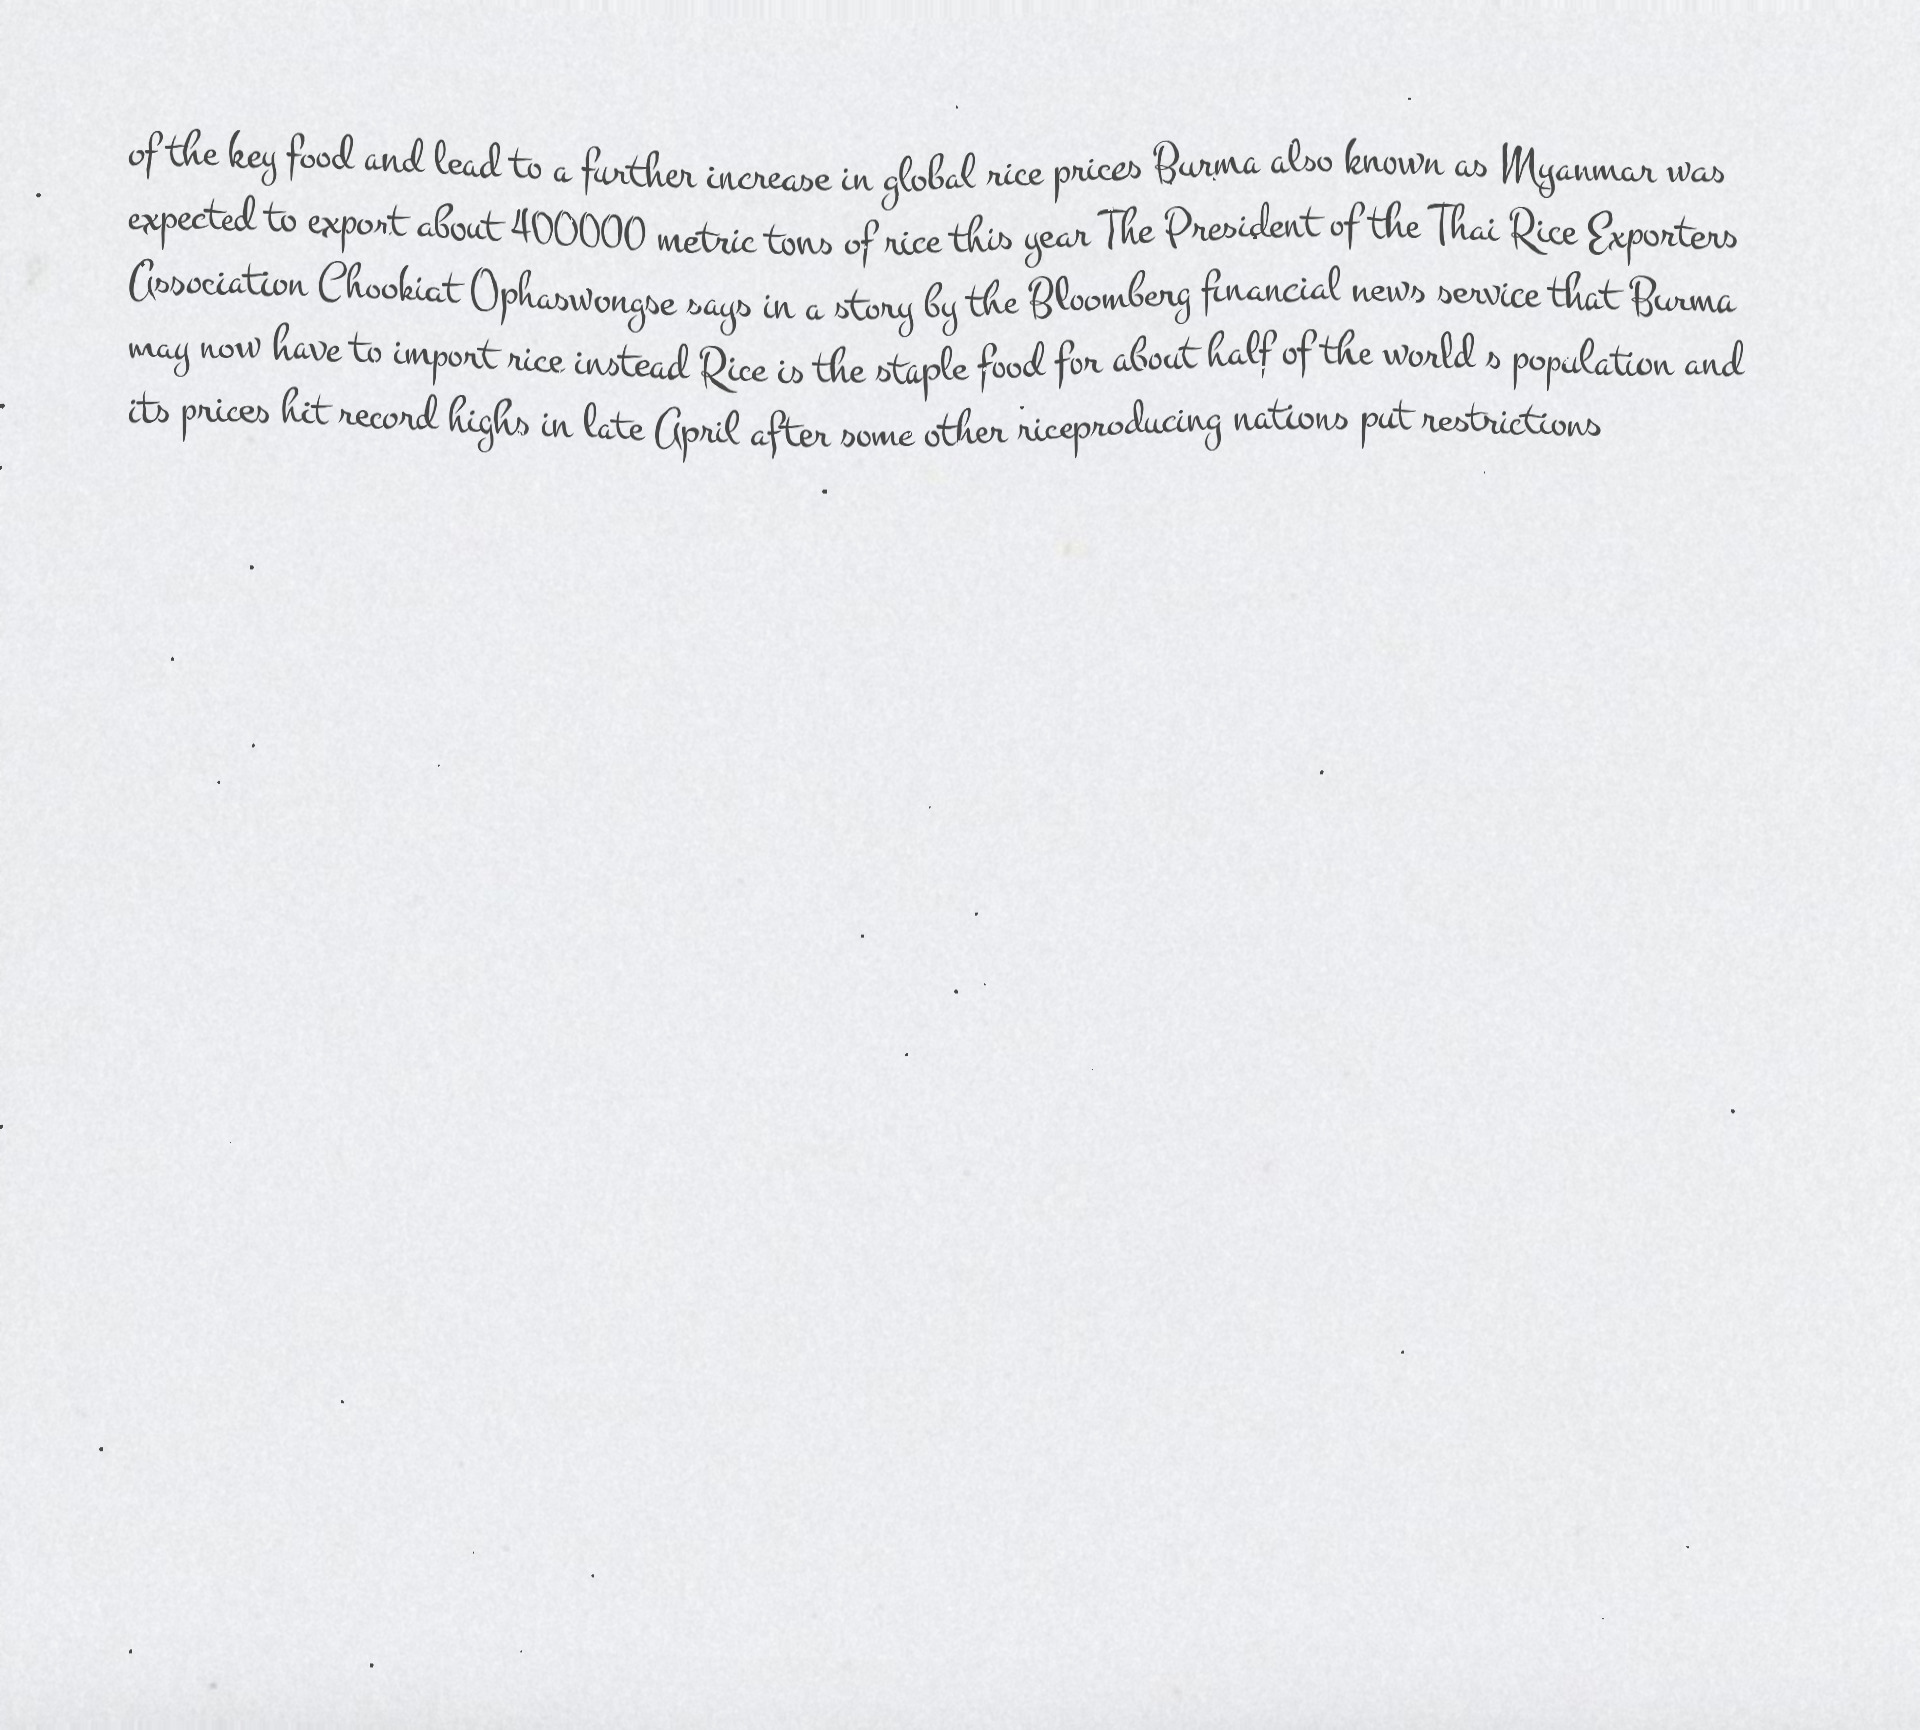 of the key food and lead to a further increase in global rice prices Burma also known as Myanmar was
expected to export about 400000 metric tons of rice this year The President of the Thai Rice Exporters
Association Chookiat Ophaswongse says in a story by the Bloomberg financial news service that Burma
may now have to import rice instead Rice is the staple food for about half of the world s population and
its prices hit record highs in late April after some other riceproducing nations put restrictions